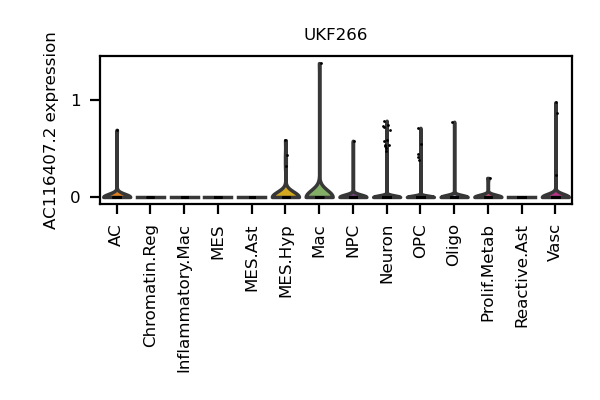 UKF266
AC116407.2 expression
1
0
AC
Chromatin.Reg
Inflammatory.Mac
MES
MES.Ast
MES.Hyp
Mac
NPC
Neuron
OPC
Oligo
Prolif.Metab
Reactive.Ast
Vasc